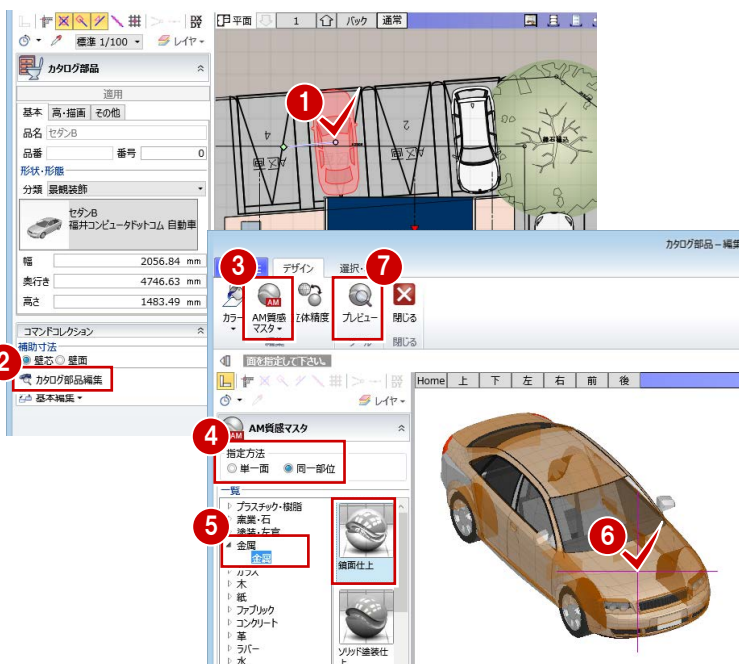 平面 1 バック 通常
標準 1/100 レイヤ
カタログ部品
適用
基本 高・描画 その他
品名 セダンB
品番 番号 0
形状・形態
分類 景観装飾
セダンB
福井コンピュータドットコム 自動車
幅 2056.84 mm
奥行き 4746.63 mm
高さ 1483.49 mm
コマンドコレクション
補助寸法
壁芯 壁面
カタログ部品編集
基本編集
1
2
4
2
カタログ部品 – 編集
3
7
デザイン 選択・
カラー AM質感マスタ 立体精度 プレビュー 閉じる
閉じる
面を指定して下さい。
レイヤ
Home 上 下 左 右 前 後
AM質感マスタ
4
指定方法
単一面 同一部位
一覧
5
プラスチック・樹脂
窯業・石
塗装・左官
金属
金属
ガラス
木
紙
ファブリック
コンクリート
革
ラバー
水
鏡面仕上
ソリッド塗装仕上
6